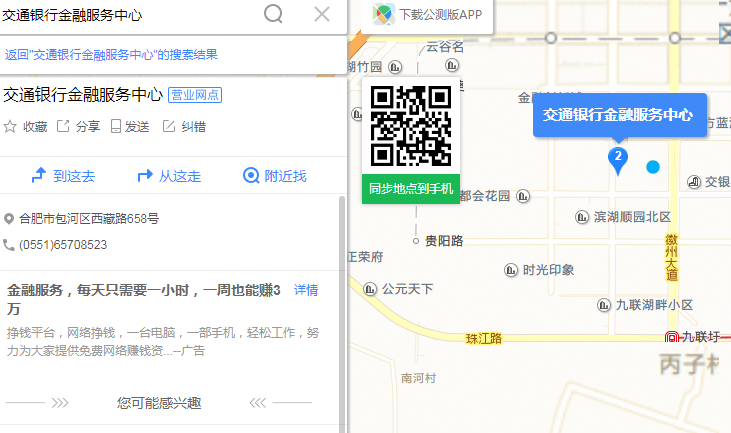 交通银行金融服务中心
返回"交通银行金融服务中心"的搜索结果
交通银行金融服务中心 营业网点
收藏 分享 发送 纠错
到这去 从这走 附近找
合肥市包河区西藏路658号
(0551)65708523
金融服务，每天只需要一小时，一周也能赚3 详情
万
挣钱平台，网络挣钱，一台电脑，一部手机，轻松工作，努
力为大家提供免费网络赚钱资...--广告
您可能感兴趣
下载公测版APP
云谷名
湖竹园
交通银行金融服务中心
方蓝
2
同步地点到手机
都会花园
交银
滨湖顺园北区
贵阳路
徽州大道
正荣府
时光印象
公元天下
九联湖畔小区
珠江路
九联圩
丙子村
南河村